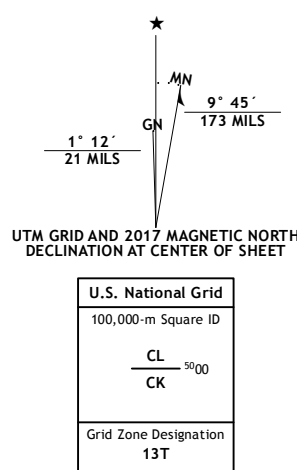 ★
MN
GN
9° 45´
173 MILS
1° 12´
21 MILS
UTM GRID AND 2017 MAGNETIC NORTH
DECLINATION AT CENTER OF SHEET
U.S. National Grid
100,000-m Square ID
CL
5000
CK
Grid Zone Designation
13T